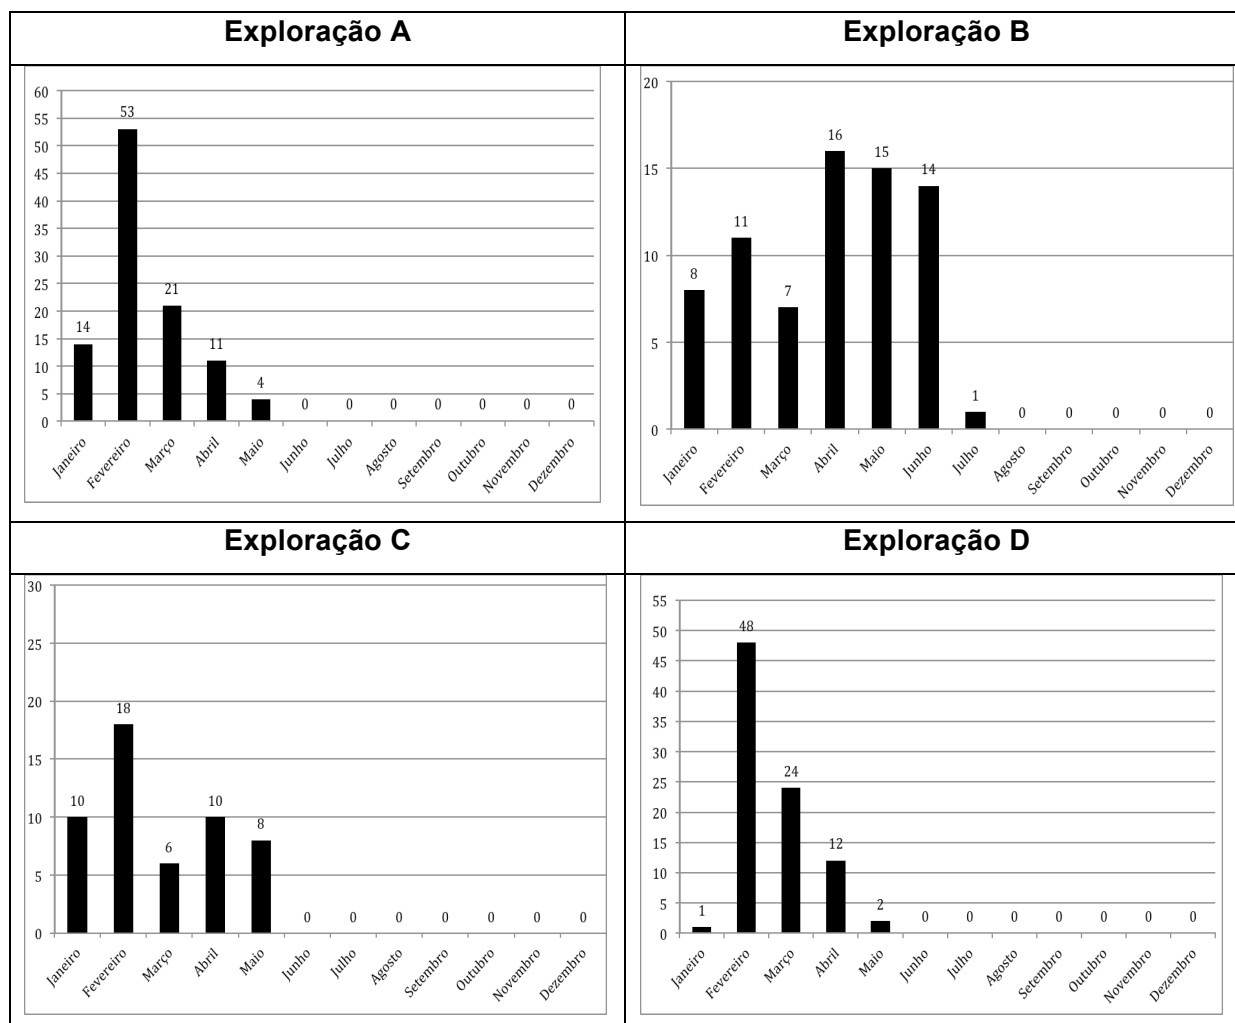 Exploração A
Exploração B
60
55
50
45
40
35
30
25
20
15
10
5
0
14
53
21
11
4
0
0
0
0
0
0
0
Janeiro
Fevereiro
Março
Abril
Maio
Junho
Julho
Agosto
Setembro
Outubro
Novembro
Dezembro
20
15
10
5
0
8
11
7
16
15
14
1
0
0
0
0
0
Janeiro
Fevereiro
Março
Abril
Maio
Junho
Julho
Agosto
Setembro
Outubro
Novembro
Dezembro
Exploração C
Exploração D
30
25
20
15
10
5
0
10
18
6
10
8
0
0
0
0
0
0
0
Janeiro
Fevereiro
Março
Abril
Maio
Junho
Julho
Agosto
Setembro
Outubro
Novembro
Dezembro
55
50
45
40
35
30
25
20
15
10
5
0
1
48
24
12
2
0
0
0
0
0
0
0
Janeiro
Fevereiro
Março
Abril
Maio
Junho
Julho
Agosto
Setembro
Outubro
Novembro
Dezembro